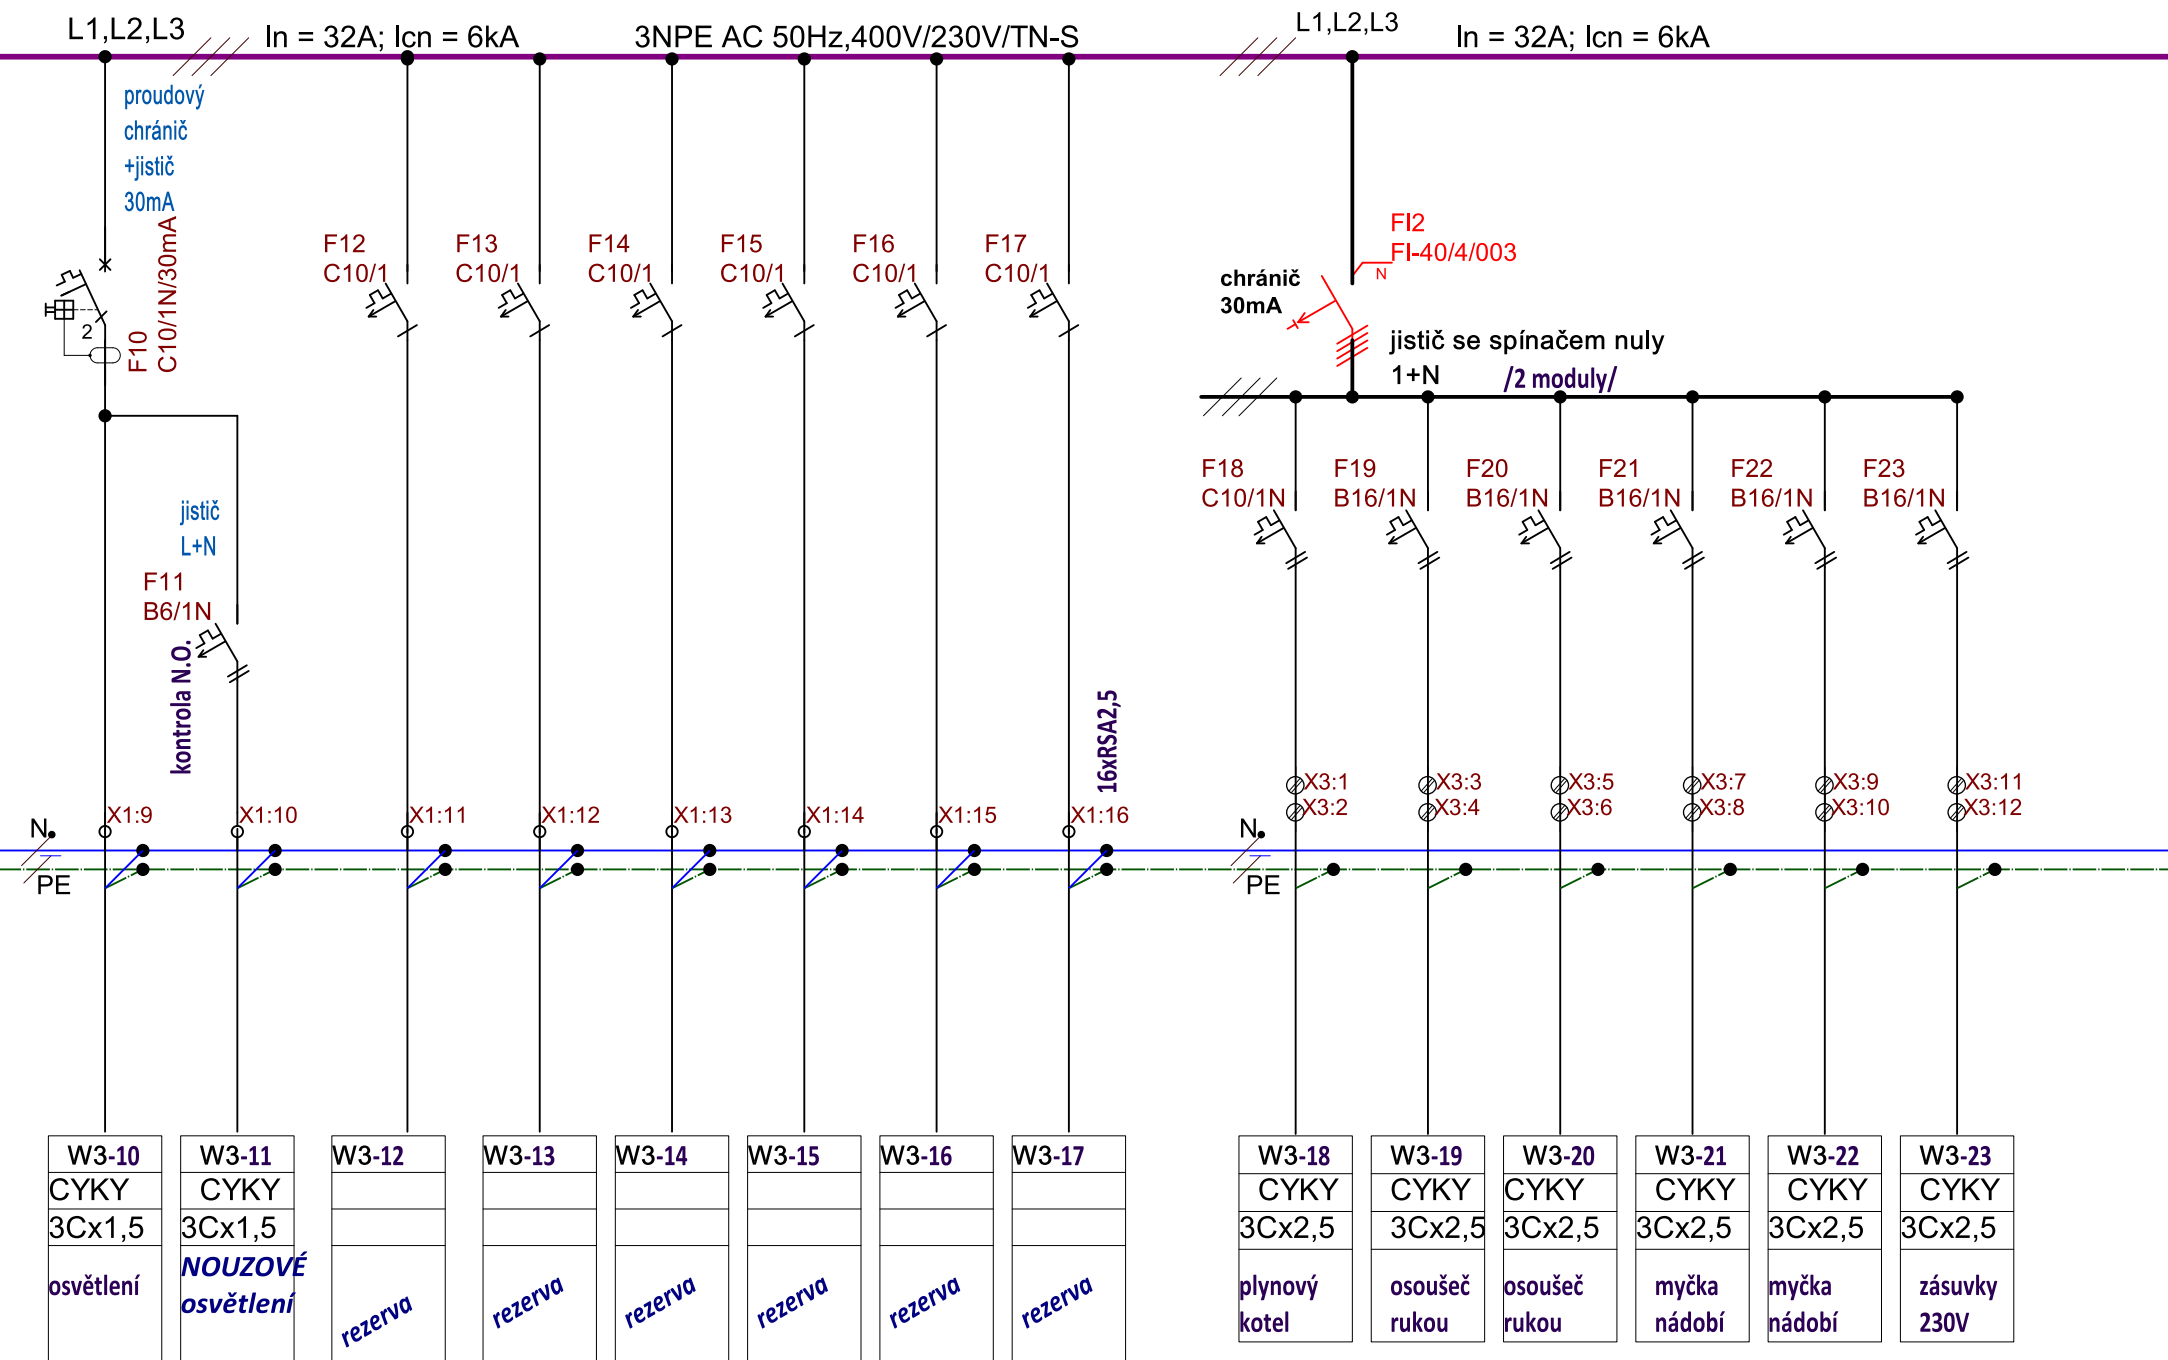 L1,L2,L3
In = 32A; Icn = 6kA
3NPE AC 50Hz,400V/230V/TN-S
L1,L2,L3
In = 32A; Icn = 6kA
proudový
chránič
+jistič
30mA
F10
C10/1N/30mA
2
F12
C10/1
F13
C10/1
F14
C10/1
F15
C10/1
F16
C10/1
F17
C10/1
FI2
FI-40/4/003
N
chránič
30mA
jistič se spínačem nuly
1+N
/2 moduly/
jistič
L+N
F11
B6/1N
kontrola N.O.
F18
C10/1N
F19
B16/1N
F20
B16/1N
F21
B16/1N
F22
B16/1N
F23
B16/1N
16xRSA2,5
X1:9
X1:10
X1:11
X1:12
X1:13
X1:14
X1:15
X1:16
X3:1
X3:2
X3:3
X3:4
X3:5
X3:6
X3:7
X3:8
X3:9
X3:10
X3:11
X3:12
N
PE
N
PE
W3-10
CYKY
3Cx1,5
osvětlení
W3-11
CYKY
3Cx1,5
NOUZOVÉ
osvětlení
W3-12
rezerva
W3-13
rezerva
W3-14
rezerva
W3-15
rezerva
W3-16
rezerva
W3-17
rezerva
W3-18
CYKY
3Cx2,5
plynový
kotel
W3-19
CYKY
3Cx2,5
osoušeč
rukou
W3-20
CYKY
3Cx2,5
osoušeč
rukou
W3-21
CYKY
3Cx2,5
myčka
nádobí
W3-22
CYKY
3Cx2,5
myčka
nádobí
W3-23
CYKY
3Cx2,5
zásuvky
230V